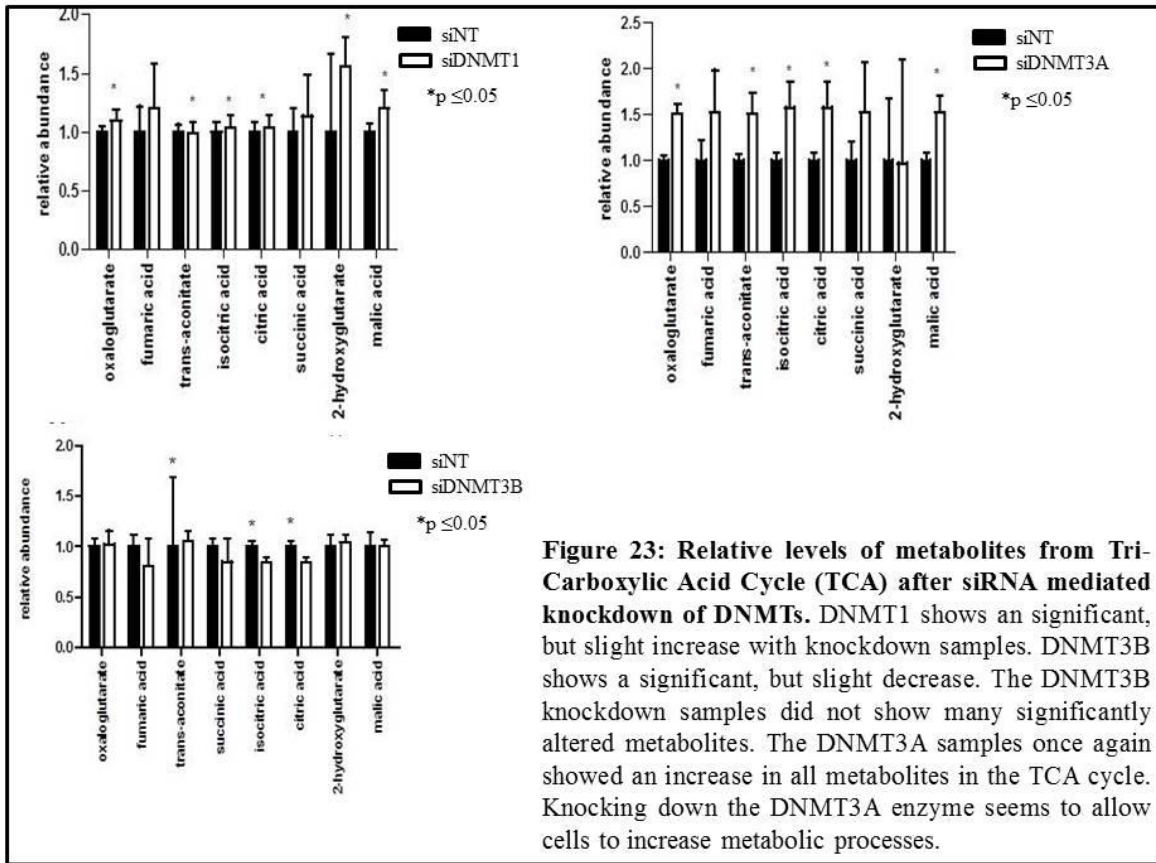 2.0
1.5
1.0
0.5
0.0
relative abundance
*
*
*
*
*
*
siNT
siDNMT1
*p ≤0.05
oxaloglutarate
fumaric acid
trans-aconitate
isocitric acid
citric acid
succinic acid
2-hydroxyglutarate
malic acid
2.5
2.0
1.5
1.0
0.5
0.0
relative abundance
*
*
*
*
*
siNT
siDNMT3A
*p ≤0.05
oxaloglutarate
fumaric acid
trans-aconitate
isocitric acid
citric acid
succinic acid
2-hydroxyglutarate
malic acid
2.0
1.5
1.0
0.5
0.0
relative abundance
*
*
*
siNT
siDNMT3B
*p ≤0.05
oxaloglutarate
fumaric acid
trans-aconitate
succinic acid
isocitric acid
citric acid
2-hydroxyglutarate
malic acid
Figure 23: Relative levels of metabolites from Tri-
Carboxylic Acid Cycle (TCA) after siRNA mediated
knockdown of DNMTs. DNMT1 shows an significant,
but slight increase with knockdown samples. DNMT3B
shows a significant, but slight decrease. The DNMT3B
knockdown samples did not show many significantly
altered metabolites. The DNMT3A samples once again
showed an increase in all metabolites in the TCA cycle.
Knocking down the DNMT3A enzyme seems to allow
cells to increase metabolic processes.